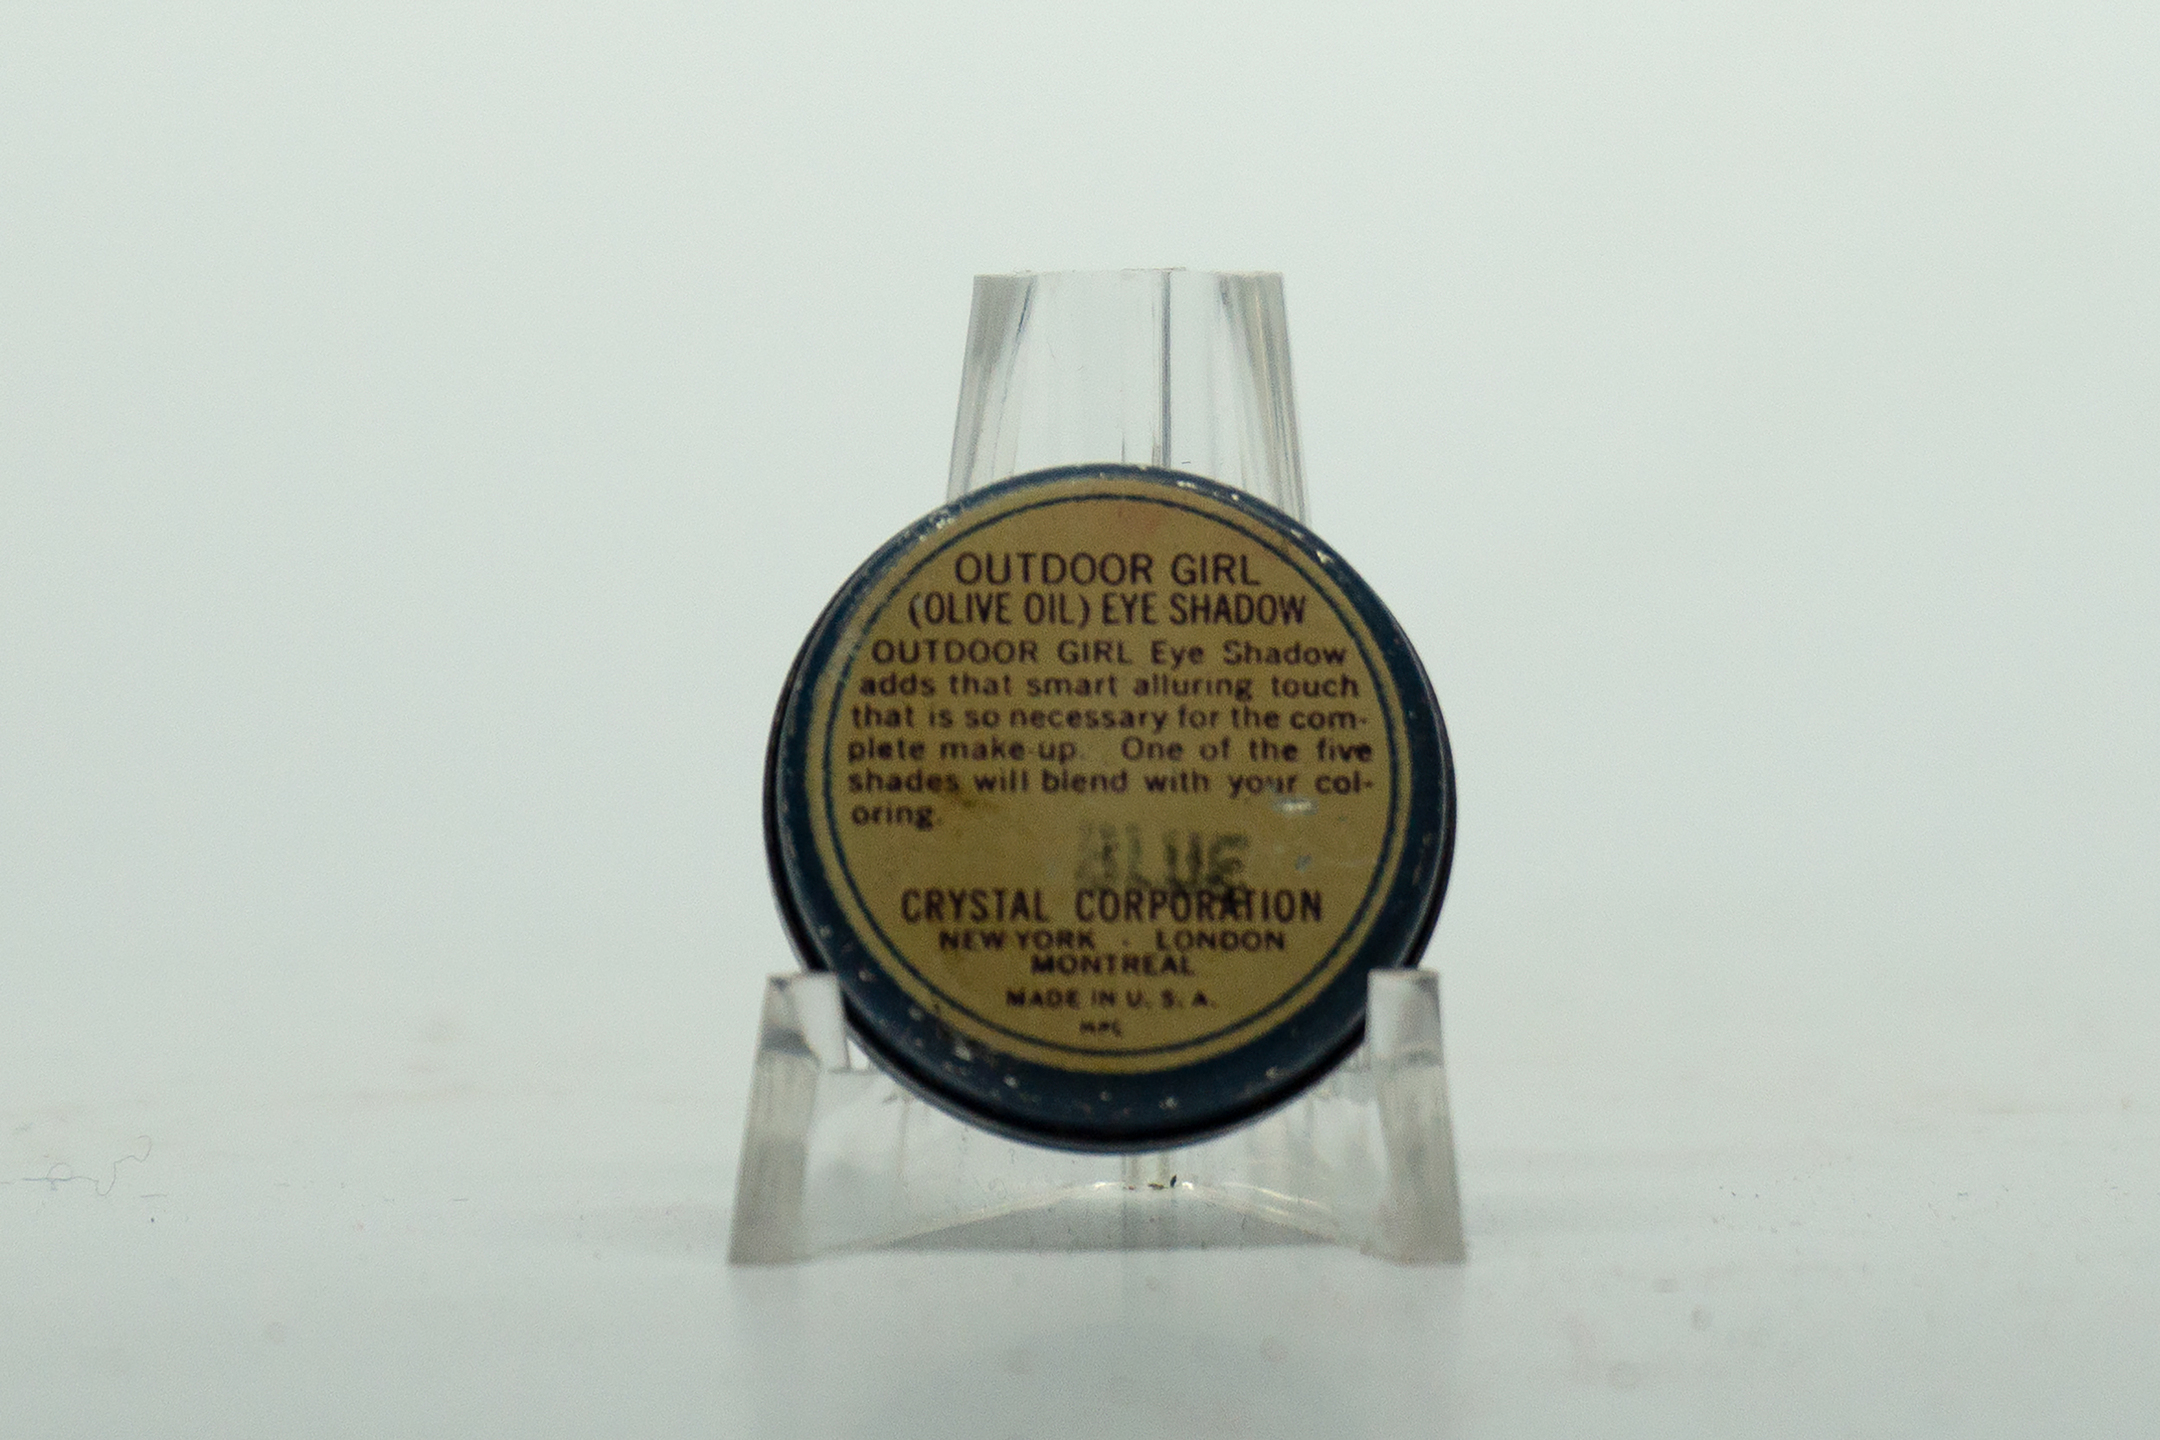 OUTDOOR GIRL
(OLIVE OIL) EYE SHADOW
OUTDOOR GIRL Eye Shadow
adds that smart alluring touch
that is so necessary for the com-
plete make-up. One of the five
shades will blend with your col-
oring.
BLUE
CRYSTAL CORPORATION
NEW YORK - LONDON
MONTREAL
MADE IN U. S. A.